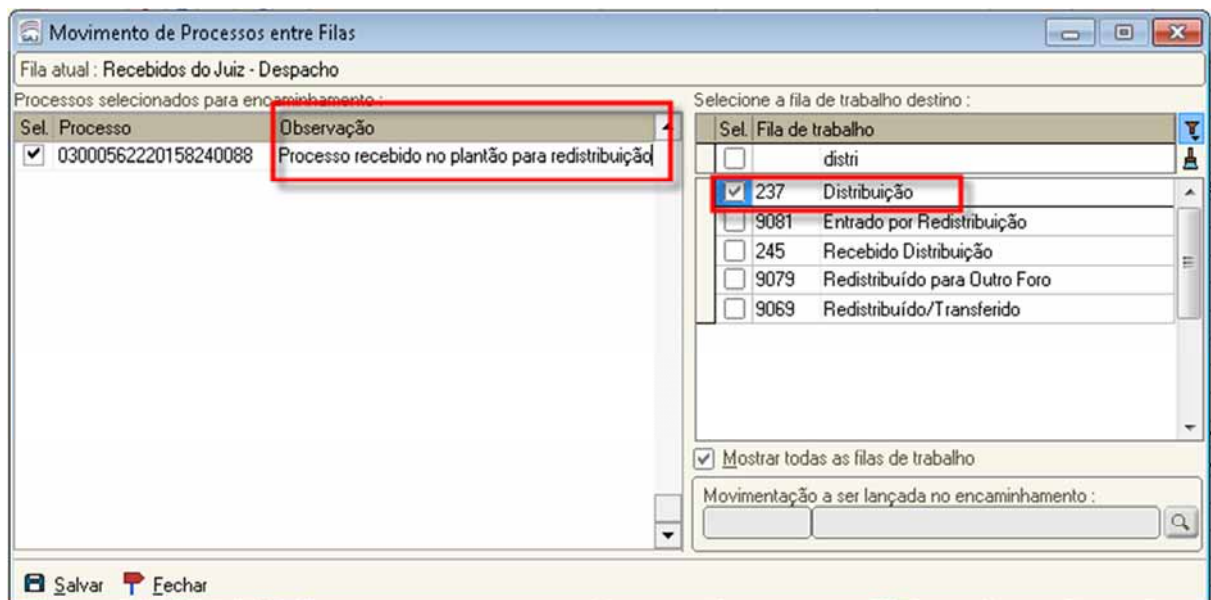 Movimento de Processos entre Filas
Fila atual : Recebidos do Juiz - Despacho
Processos selecionados para encaminhamento :
Sel. Processo Observação
03000562220158240088 Processo recebido no plantão para redistribuição
Selecione a fila de trabalho destino :
Sel. Fila de trabalho
distri
237 Distribuição
9081 Entrado por Redistribuição
245 Recebido Distribuição
9079 Redistribuído para Outro Foro
9069 Redistribuído/Transferido
Mostrar todas as filas de trabalho
Movimentação a ser lançada no encaminhamento :
Salvar Fechar